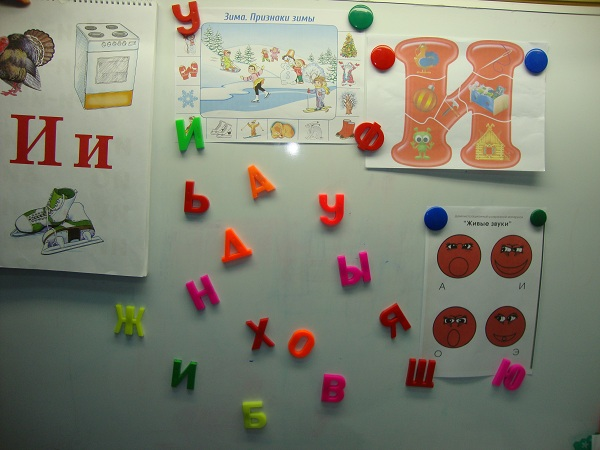 У
Зима. Признаки зимы
И и
И
И
Ф
Ь
А
У
Д
Н
Ы
Ж
Х
О
Я
И
Б
В
Щ
Ю
"Живые звуки"
А И
О Э